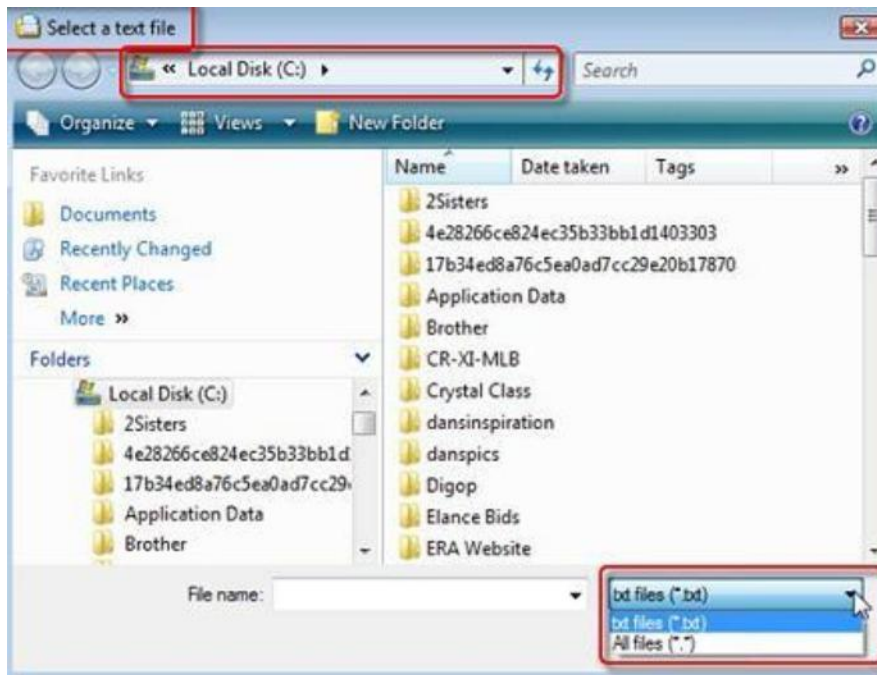 Select a text file
« Local Disk (C:)
Search
Organize Views New Folder
Favorite Links
Documents
Recently Changed
Recent Places
More »
Folders
Local Disk (C:)
2Sisters
4e28266ce824ec35b33bb1d
17b34ed8a76c5ea0ad7cc29
Application Data
Brother
Name Date taken Tags »
2Sisters
4e28266ce824ec35b33bb1d1403303
17b34ed8a76c5ea0ad7cc29e20b17870
Application Data
Brother
CR-XI-MLB
Crystal Class
dansinspiration
danspics
Digop
Elance Bids
ERA Website
File name:
txt files (*.txt)
txt files (*.txt)
All files (*.*)